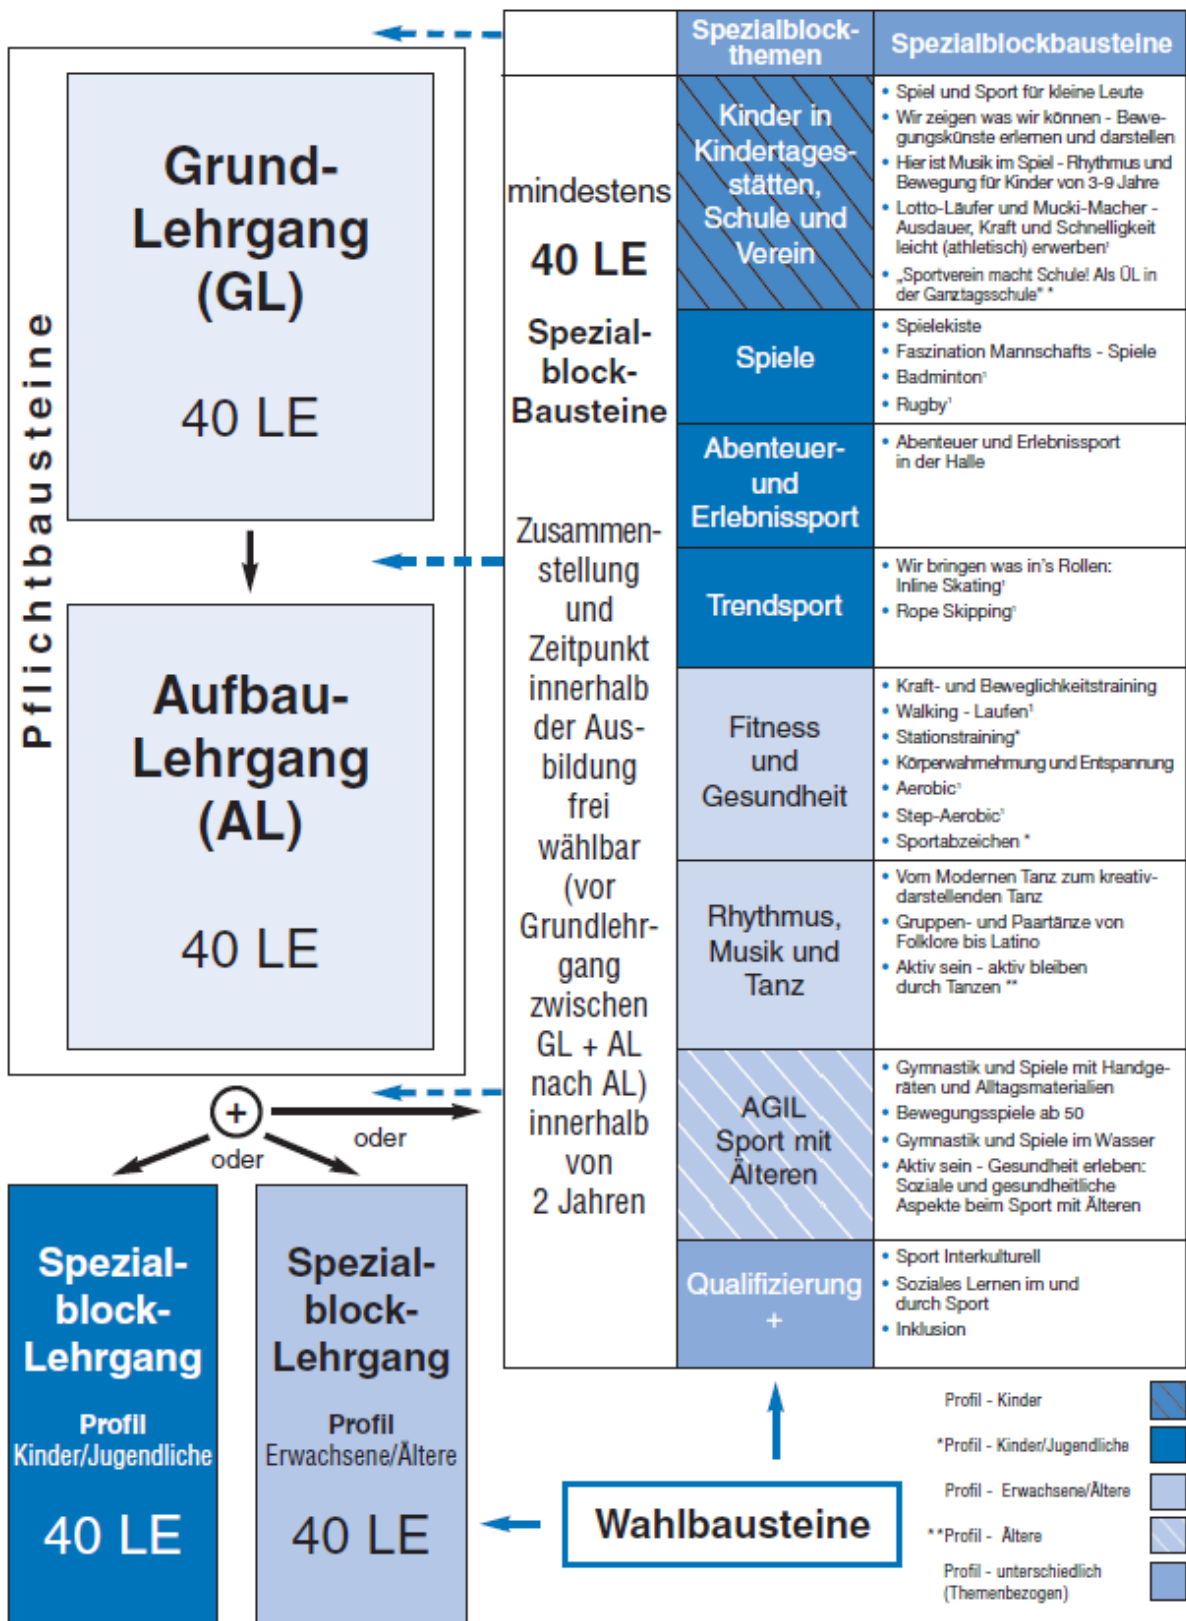 Pflichtbausteine
Grund-
Lehrgang
(GL)
40 LE
Aufbau-
Lehrgang
(AL)
40 LE
+
oder
oder
Spezial-
block-
Lehrgang
Profil
Kinder/Jugendliche
40 LE
Spezial-
block-
Lehrgang
Profil
Erwachsene/Ältere
40 LE
mindestens
40 LE
Spezial-
block-
Bausteine
Zusammen-
stellung
und
Zeitpunkt
innerhalb
der Aus-
bildung
frei
wählbar
(vor
Grundlehr-
gang
zwischen
GL + AL
nach AL)
innerhalb
von
2 Jahren
Spezialblock-
themen
Spezialblockbausteine
Kinder in
Kindertages-
stätten,
Schule und
Verein
• Spiel und Sport für kleine Leute
• Wir zeigen was wir können - Bewe-
gungskünste erlernen und darstellen
• Hier ist Musik im Spiel - Rhythmus und
Bewegung für Kinder von 3-9 Jahre
• Lotto-Läufer und Mucki-Macher -
Ausdauer, Kraft und Schnelligkeit
leicht (athletisch) erwerben¹
• „Sportverein macht Schule! Als ÜL in
der Ganztagsschule" *
Spiele
• Spielekiste
• Faszination Mannschafts - Spiele
• Badminton¹
• Rugby¹
Abenteuer-
und
Erlebnissport
• Abenteuer und Erlebnissport
in der Halle
Trendsport
• Wir bringen was in's Rollen:
Inline Skating¹
• Rope Skipping¹
Fitness
und
Gesundheit
• Kraft- und Beweglichkeitstraining
• Walking - Laufen¹
• Stationstraining*
• Körperwahrnehmung und Entspannung
• Aerobic¹
• Step-Aerobic¹
• Sportabzeichen *
Rhythmus,
Musik und
Tanz
• Vom Modernen Tanz zum kreativ-
darstellenden Tanz
• Gruppen- und Paartänze von
Folklore bis Latino
• Aktiv sein - aktiv bleiben
durch Tanzen **
AGIL
Sport mit
Älteren
• Gymnastik und Spiele mit Handge-
räten und Alltagsmaterialien
• Bewegungsspiele ab 50
• Gymnastik und Spiele im Wasser
• Aktiv sein - Gesundheit erleben:
Soziale und gesundheitliche
Aspekte beim Sport mit Älteren
Qualifizierung
+
• Sport Interkulturell
• Soziales Lernen im und
durch Sport
• Inklusion
Wahlbausteine
Profil - Kinder
*Profil - Kinder/Jugendliche
Profil - Erwachsene/Ältere
**Profil - Ältere
Profil - unterschiedlich
(Themenbezogen)